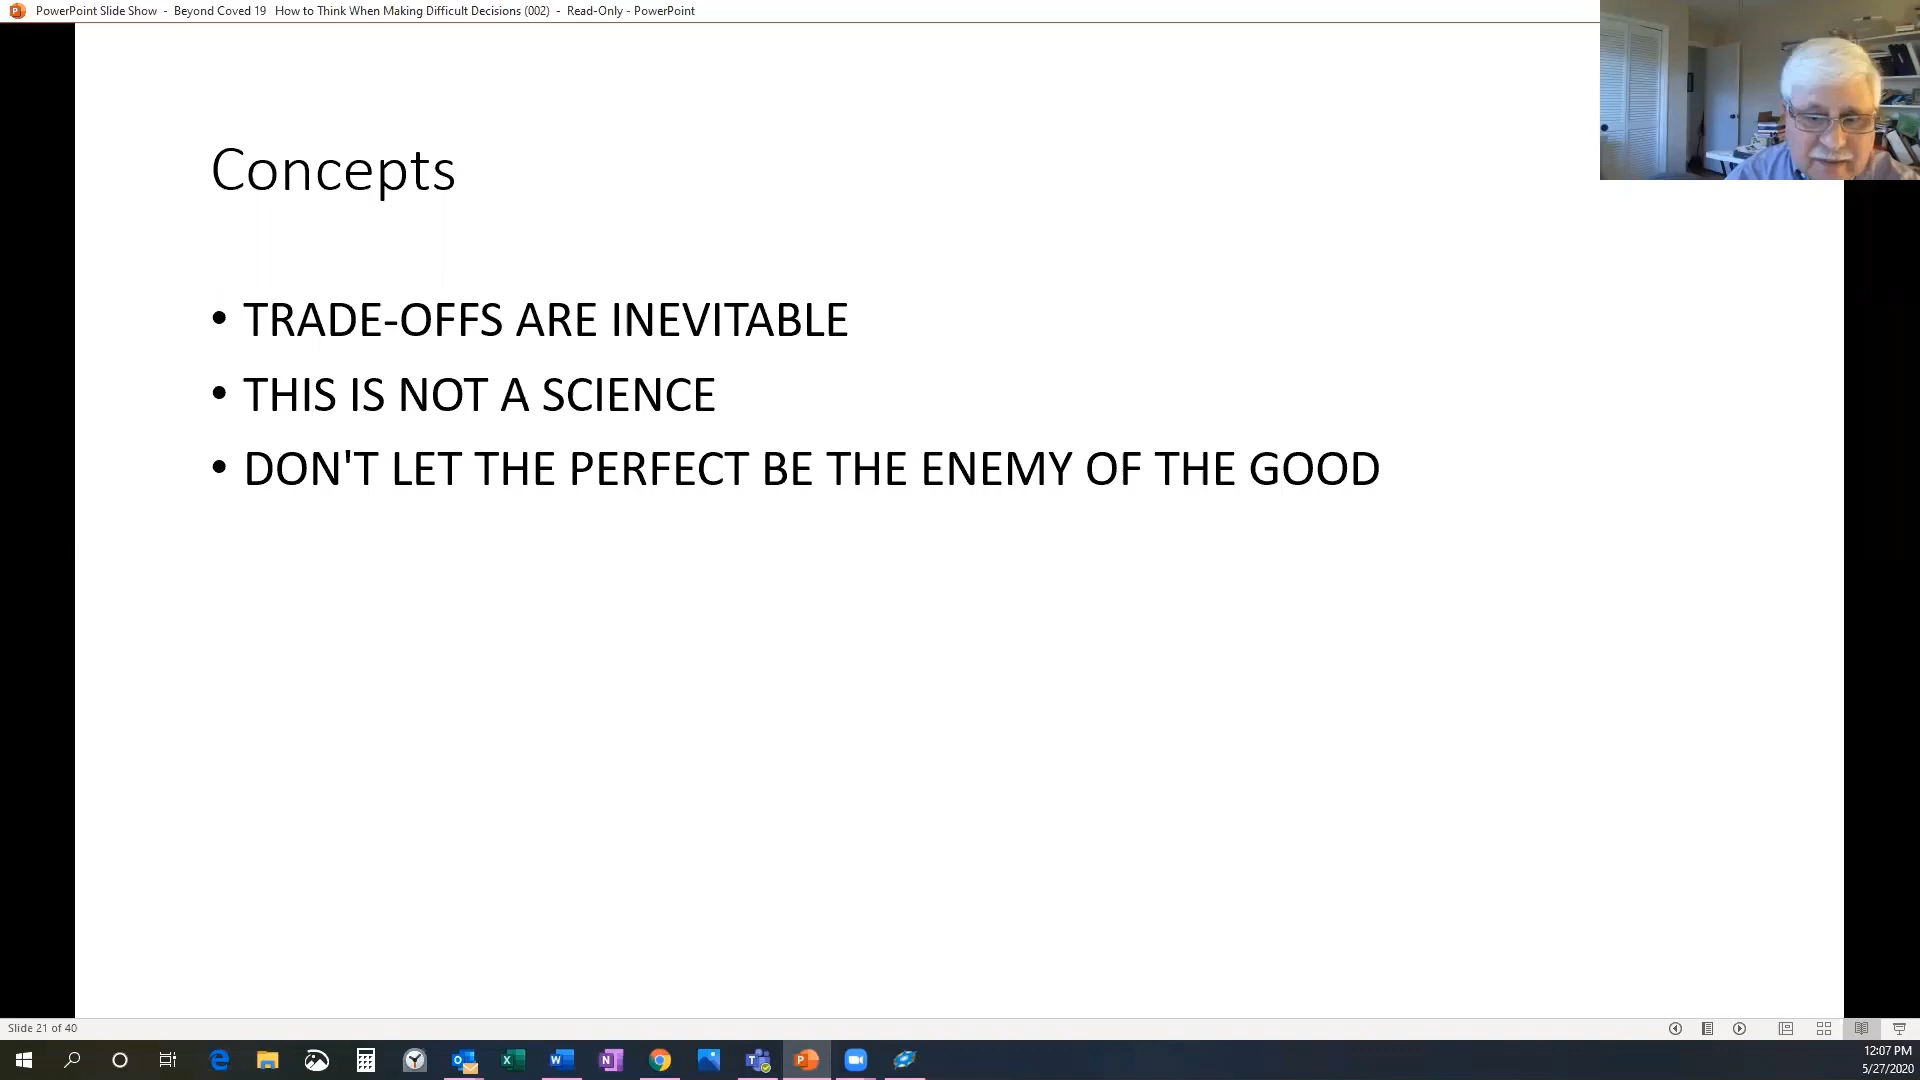 PowerPoint Slide Show - Beyond Coved 19 How to Think When Making Difficult Decisions (002) - Read-Only - PowerPoint
Concepts
• TRADE-OFFS ARE INEVITABLE
• THIS IS NOT A SCIENCE
• DON'T LET THE PERFECT BE THE ENEMY OF THE GOOD
Slide 21 of 40
12:07 PM
5/27/2020